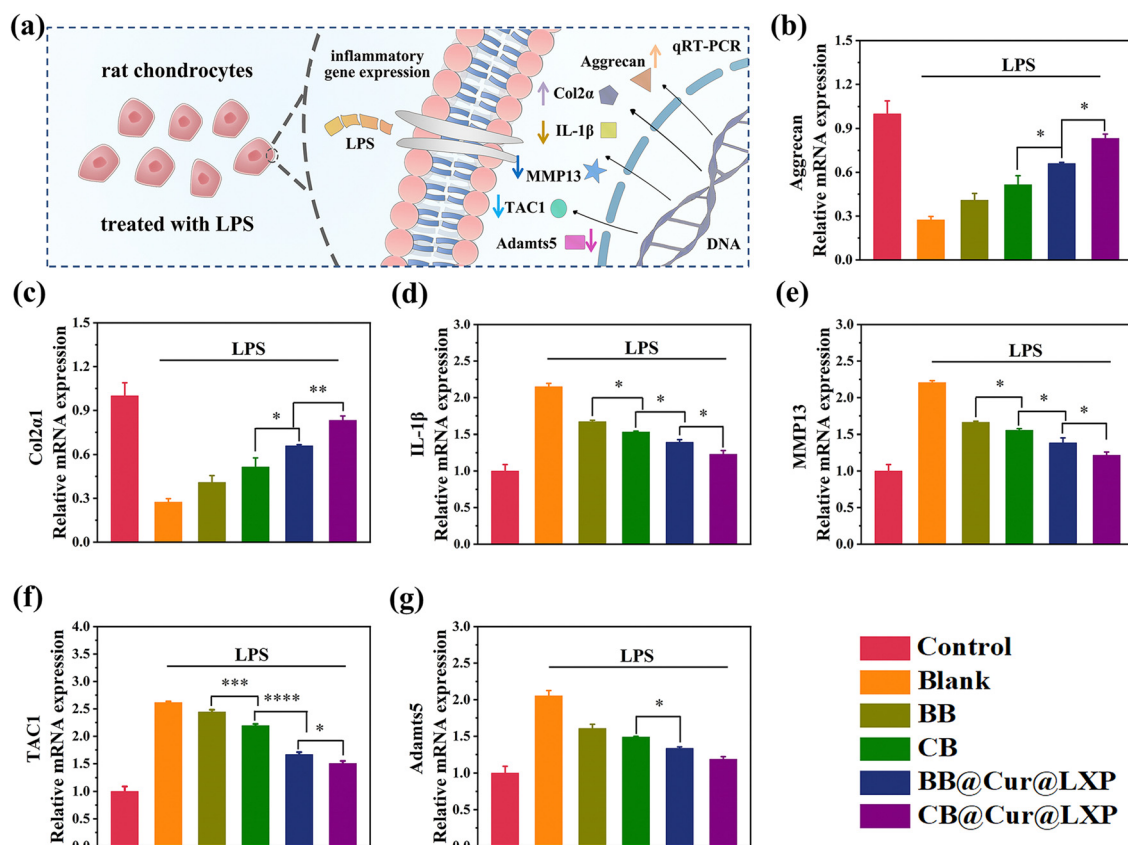 (a)
rat chondrocytes
treated with LPS
inflammatory
gene expression
LPS
qRT-PCR
Aggrecan
Col2α
IL-1β
MMP13
TAC1
Adamts5
DNA
(b)
Aggrecan
Relative mRNA expression
1.5
1.2
0.9
0.6
0.3
0.0
LPS
*
*
(c)
Col2α1
Relative mRNA expression
1.5
1.2
0.9
0.6
0.3
0.0
LPS
*
**
(d)
IL-1β
Relative mRNA expression
3.0
2.5
2.0
1.5
1.0
0.5
0.0
LPS
*
*
*
(e)
MMP13
Relative mRNA expression
3.0
2.5
2.0
1.5
1.0
0.5
0.0
LPS
*
*
*
(f)
TAC1
Relative mRNA expression
4.0
3.5
3.0
2.5
2.0
1.5
1.0
0.5
0.0
LPS
***
****
*
(g)
Adamts5
Relative mRNA expression
3.0
2.5
2.0
1.5
1.0
0.5
0.0
LPS
*
Control
Blank
BB
CB
BB@Cur@LXP
CB@Cur@LXP